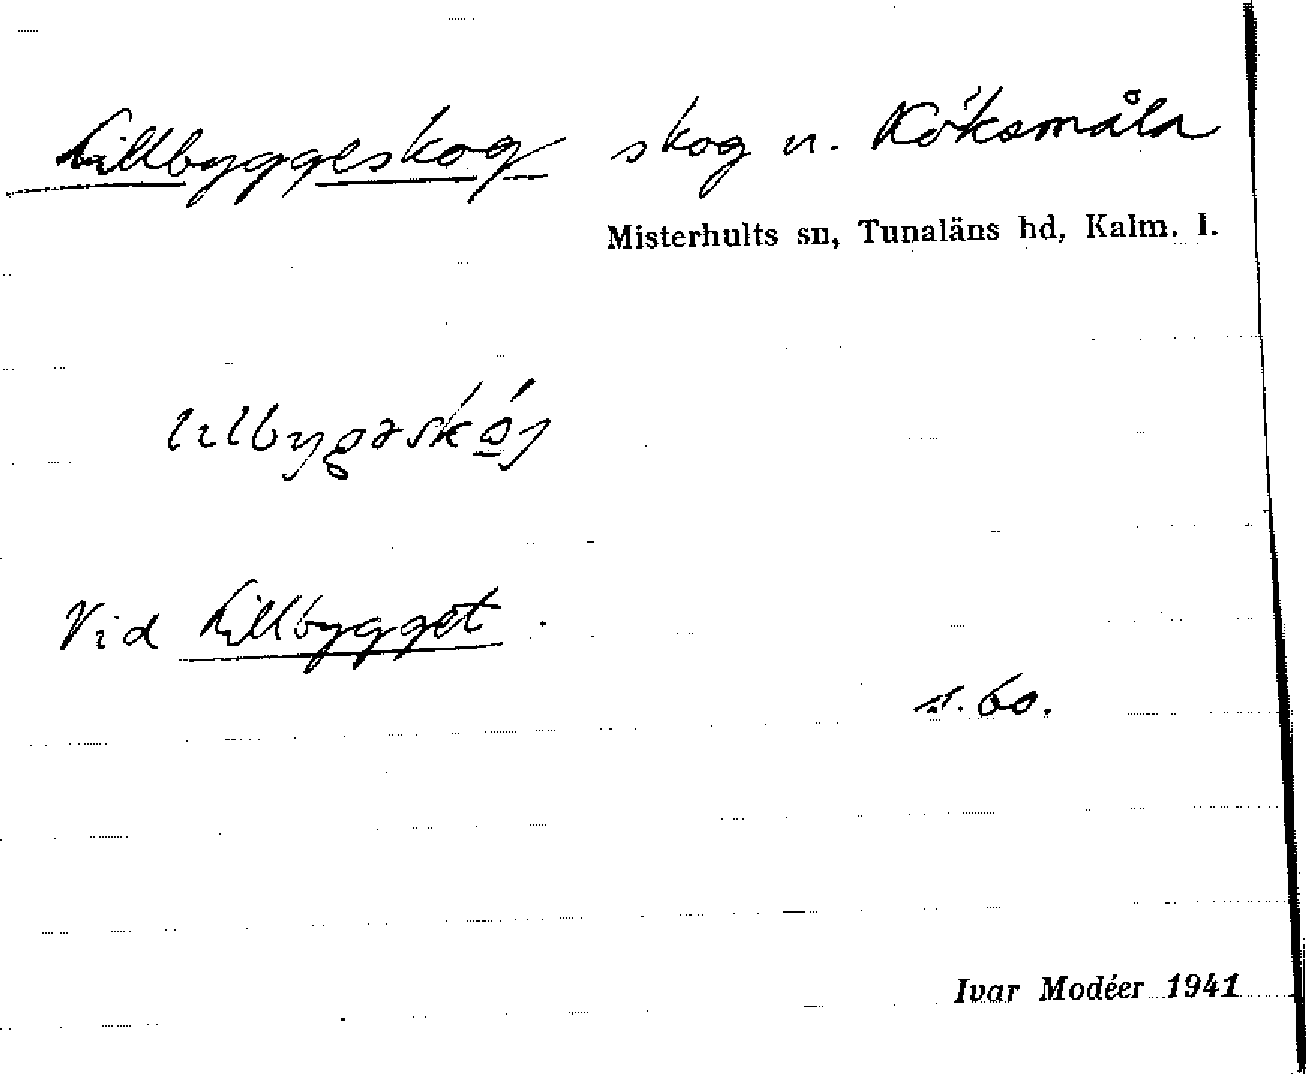 Lillbyggeskog skog u. Köksmåla
Misterhults sn, Tunaläns hd, Kalm. l.
Vid Lillbygget.
60.
Ivar Modéer 1941